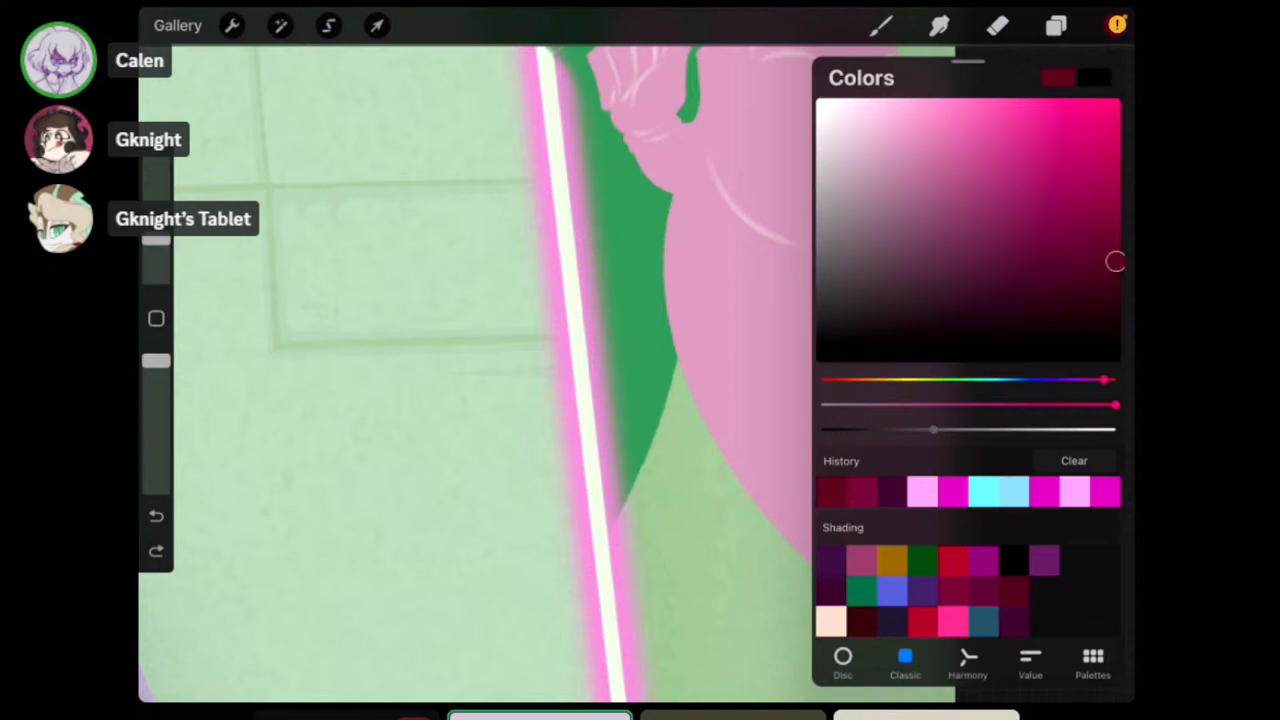 Gallery
Calen
Colors
Gknight
Gknight's Tablet
History
Clear
Shading
Disc
Classic
Harmony
Value
Palettes